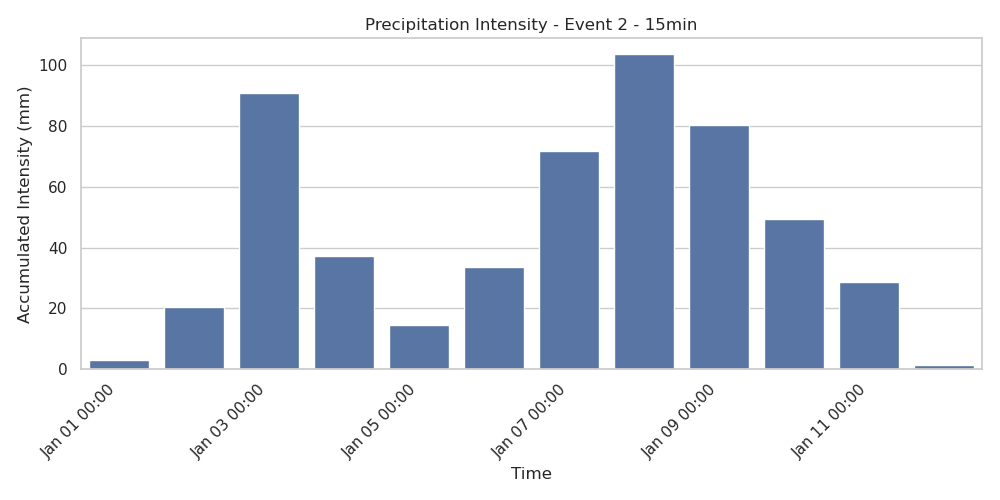 Precipitation Intensity - Event 2 - 15min
Accumulated Intensity (mm)
100
80
60
40
20
0
Jan 01 00:00
Jan 03 00:00
Jan 05 00:00
Jan 07 00:00
Jan 09 00:00
Jan 11 00:00
Time